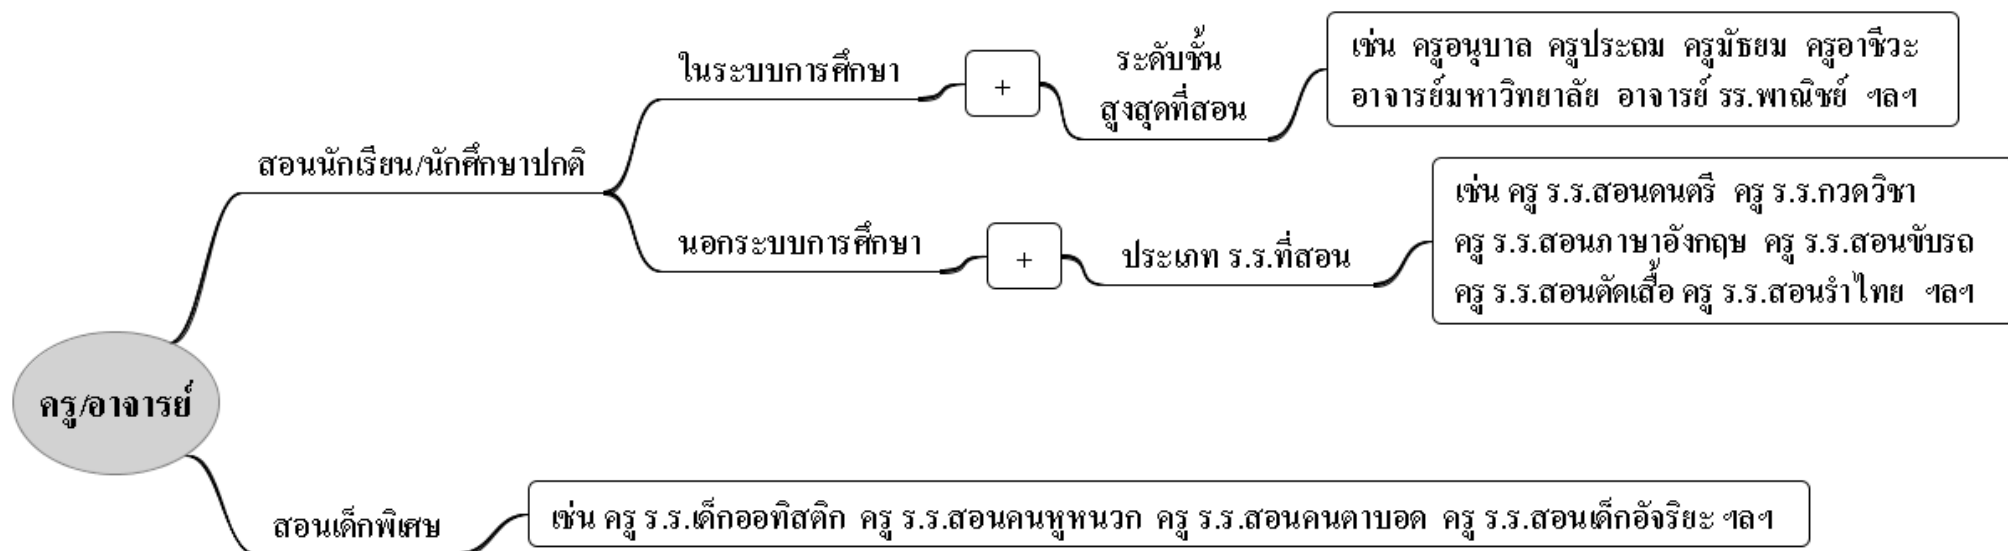 ครู/อาจารย์
สอนนักเรียน/นักศึกษาปกติ
ในระบบการศึกษา
+
ระดับชั้น
สูงสุดที่สอน
เช่น ครูอนุบาล ครูประถม ครูมัธยม ครูอาชีวะ
อาจารย์มหาวิทยาลัย อาจารย์ รร.พาณิชย์ ฯลฯ
นอกระบบการศึกษา
+
ประเภท ร.ร.ที่สอน
เช่น ครู ร.ร.สอนดนตรี ครู ร.ร.กวดวิชา
ครู ร.ร.สอนภาษาอังกฤษ ครู ร.ร.สอนขับรถ
ครู ร.ร.สอนตัดเสื้อ ครู ร.ร.สอนรำไทย ฯลฯ
สอนเด็กพิเศษ
เช่น ครู ร.ร.เด็กออทิสติก ครู ร.ร.สอนคนหูหนวก ครู ร.ร.สอนคนตาบอด ครู ร.ร.สอนเด็กอัจริยะ ฯลฯ